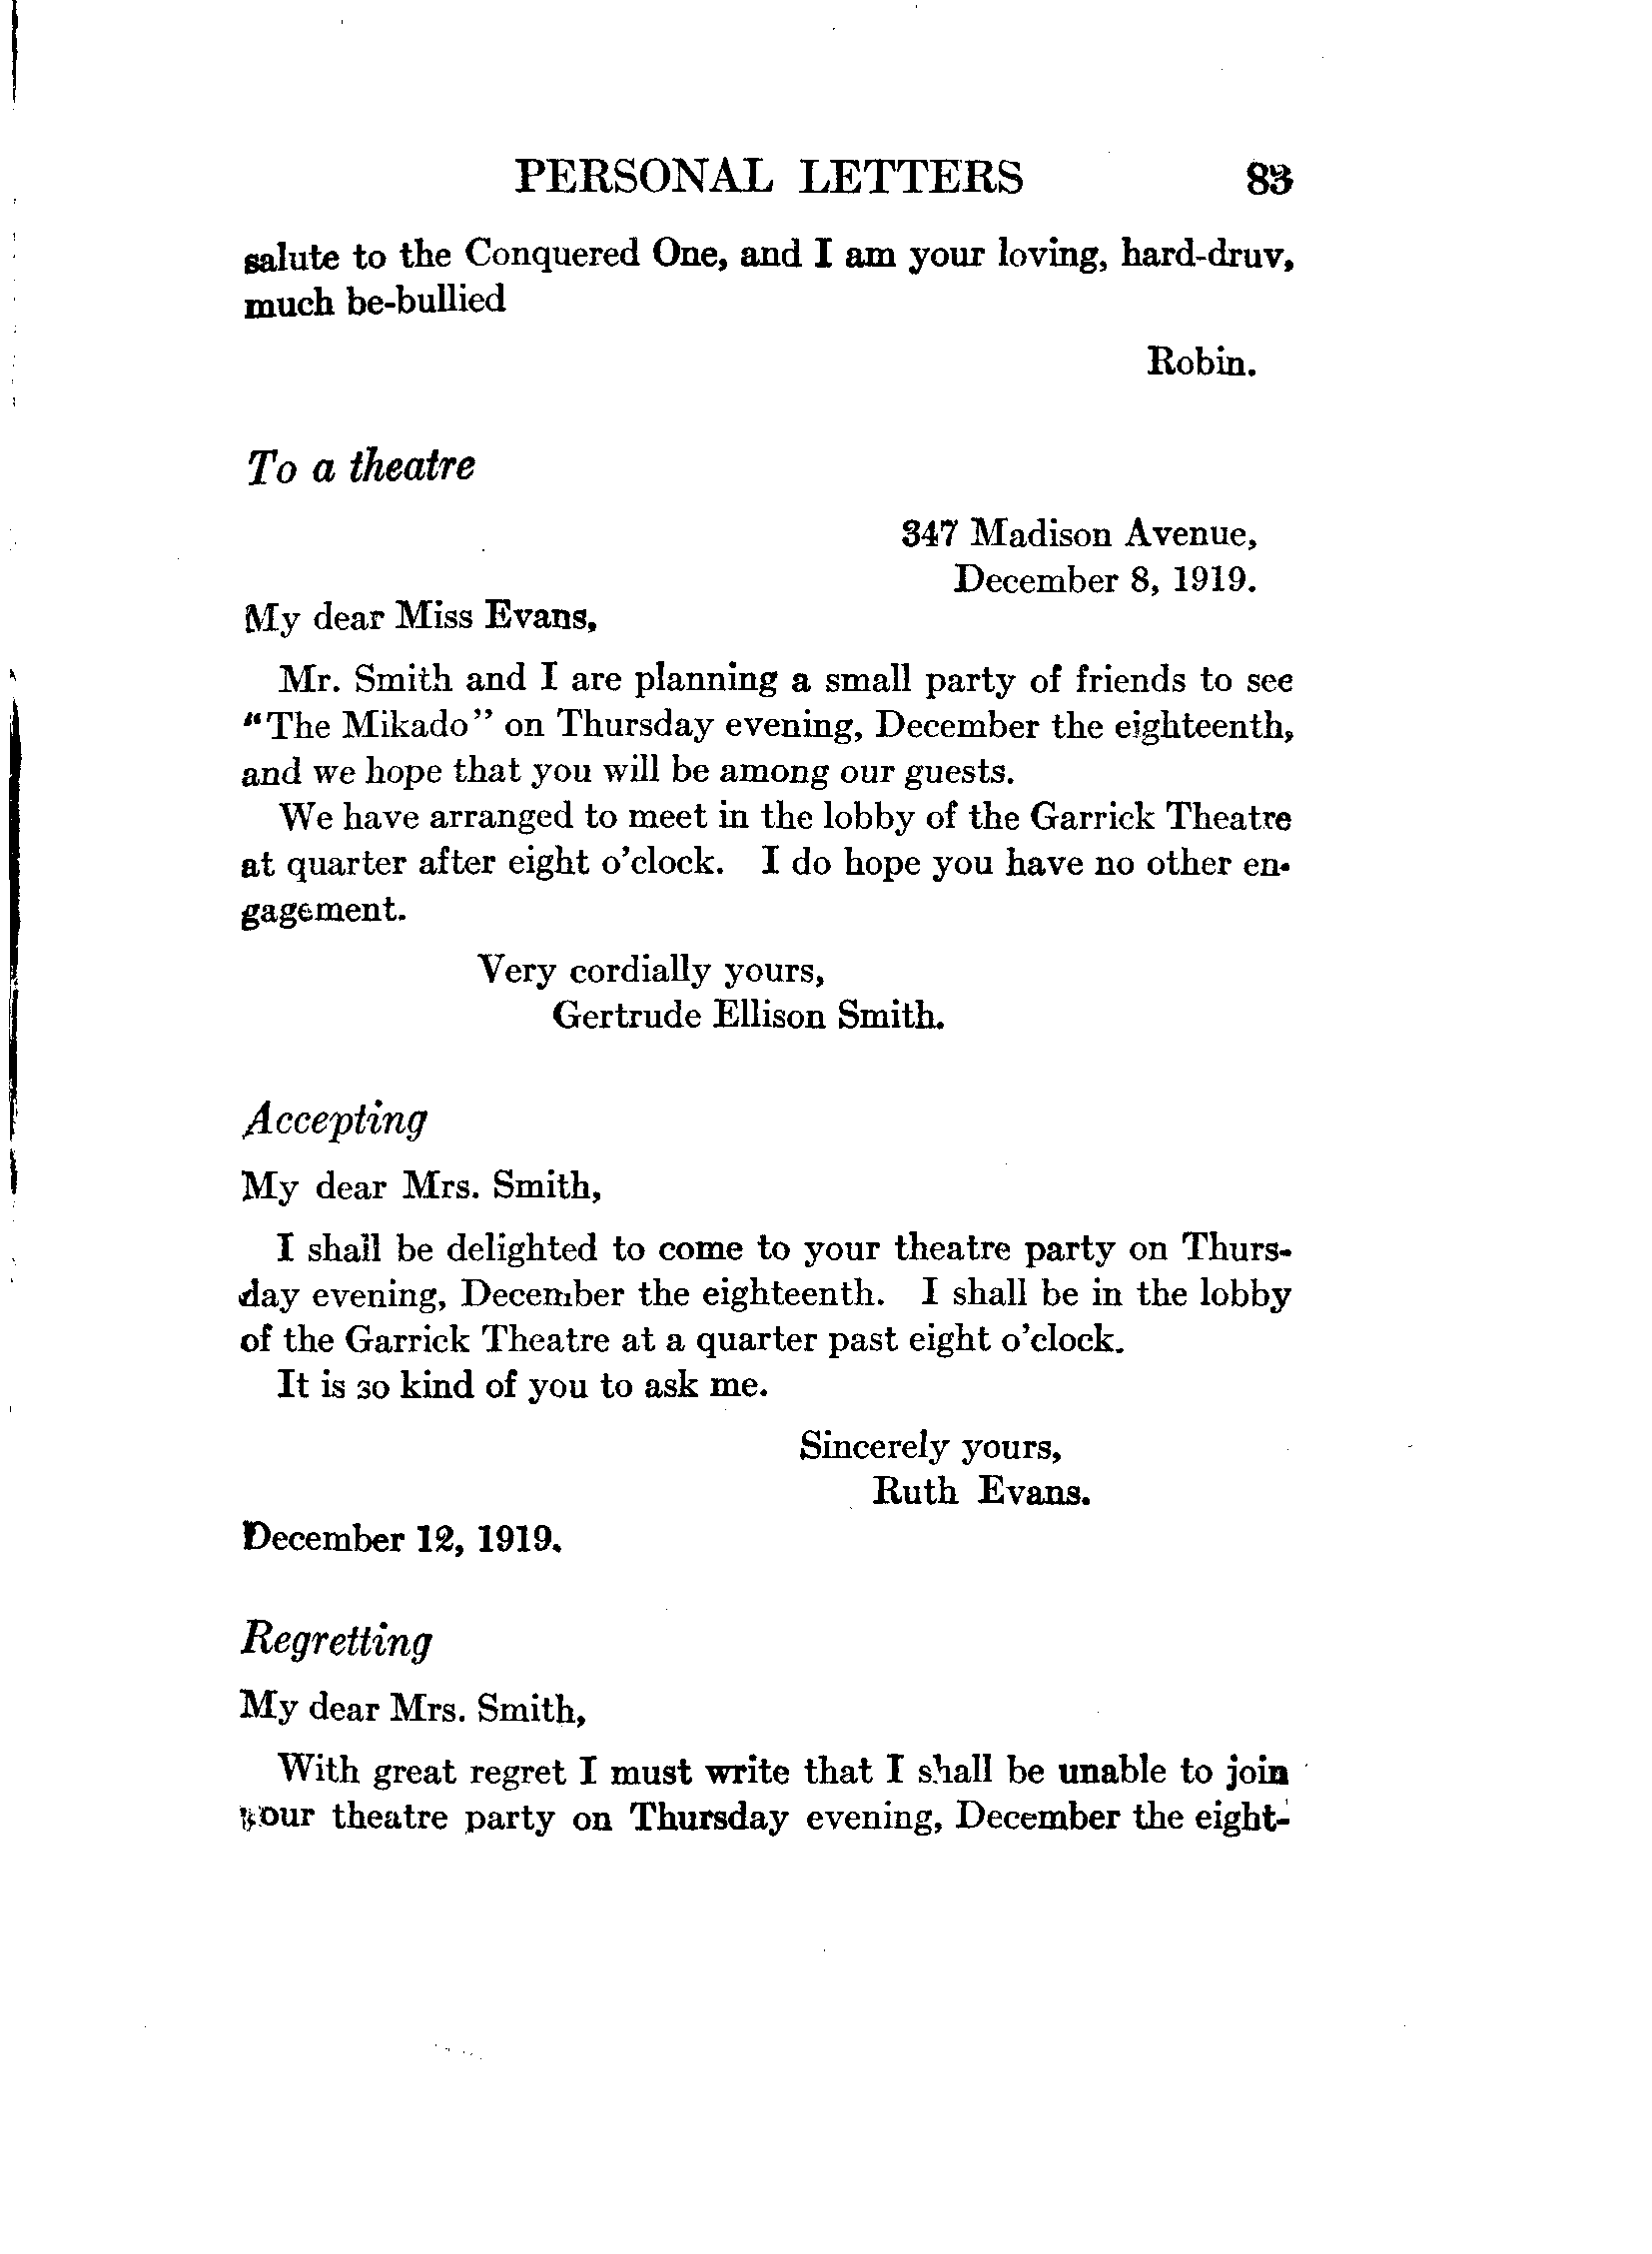 PERSONAL LETTERS 83
salute to the Conquered One, and I am your loving, hard-druv,
much be-bullied
Robin.
To a theatre
347 Madison Avenue,
December 8, 1919.
My dear Miss Evans,
Mr. Smith and I are planning a small party of friends to see
"The Mikado" on Thursday evening, December the eighteenth,
and we hope that you will be among our guests.
We have arranged to meet in the lobby of the Garrick Theatre
at quarter after eight o'clock. I do hope you have no other en-
gagement.
Very cordially yours,
Gertrude Ellison Smith.
Accepting
My dear Mrs. Smith,
I shall be delighted to come to your theatre party on Thurs-
day evening, December the eighteenth. I shall be in the lobby
of the Garrick Theatre at a quarter past eight o'clock.
It is so kind of you to ask me.
Sincerely yours,
Ruth Evans.
December 12, 1919.
Regretting
My dear Mrs. Smith,
With great regret I must write that I shall be unable to join
your theatre party on Thursday evening, December the eight-